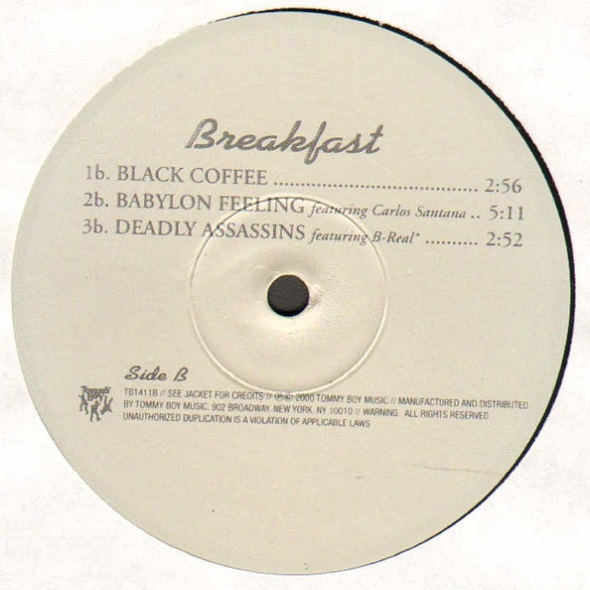 Breakfast
1b. BLACK COFFEE ................................... 2:56
2b. BABYLON FEELING featuring Carlos Santana .. 5:11
3b. DEADLY ASSASSINS featuring B-Real* ......... 2:52
Side B
TOMMY BOY
TB1411B // SEE JACKET FOR CREDITS // ℗© 2000 TOMMY BOY MUSIC // MANUFACTURED AND DISTRIBUTED
BY TOMMY BOY MUSIC. 902 BROADWAY. NEW YORK. NY 10010 // WARNING. ALL RIGHTS RESERVED
UNAUTHORIZED DUPLICATION IS A VIOLATION OF APPLICABLE LAWS